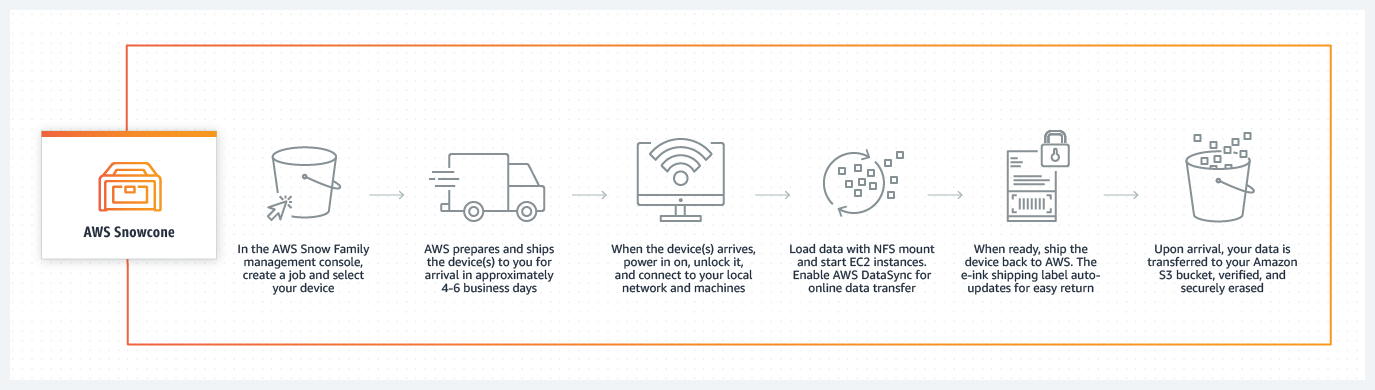 AWS Snowcone
In the AWS Snow Family
management console,
create a job and select
your device
AWS prepares and ships
the device(s) to you for
arrival in approximately
4-6 business days
When the device(s) arrives,
power in on, unlock it,
and connect to your local
network and machines
Load data with NFS mount
and start EC2 instances.
Enable AWS DataSync for
online data transfer
When ready, ship the
device back to AWS. The
e-ink shipping label auto-
updates for easy return
Upon arrival, your data is
transferred to your Amazon
S3 bucket, verified, and
securely erased